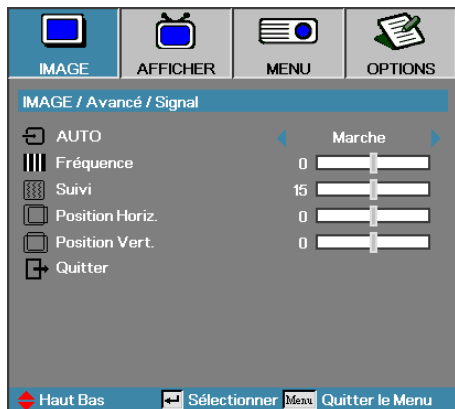 IMAGE AFFICHER MENU OPTIONS
IMAGE / Avancé / Signal
AUTO Marche
Fréquence 0
Suivi 15
Position Horiz. 0
Position Vert. 0
Quitter
Haut Bas Sélectionner Menu Quitter le Menu